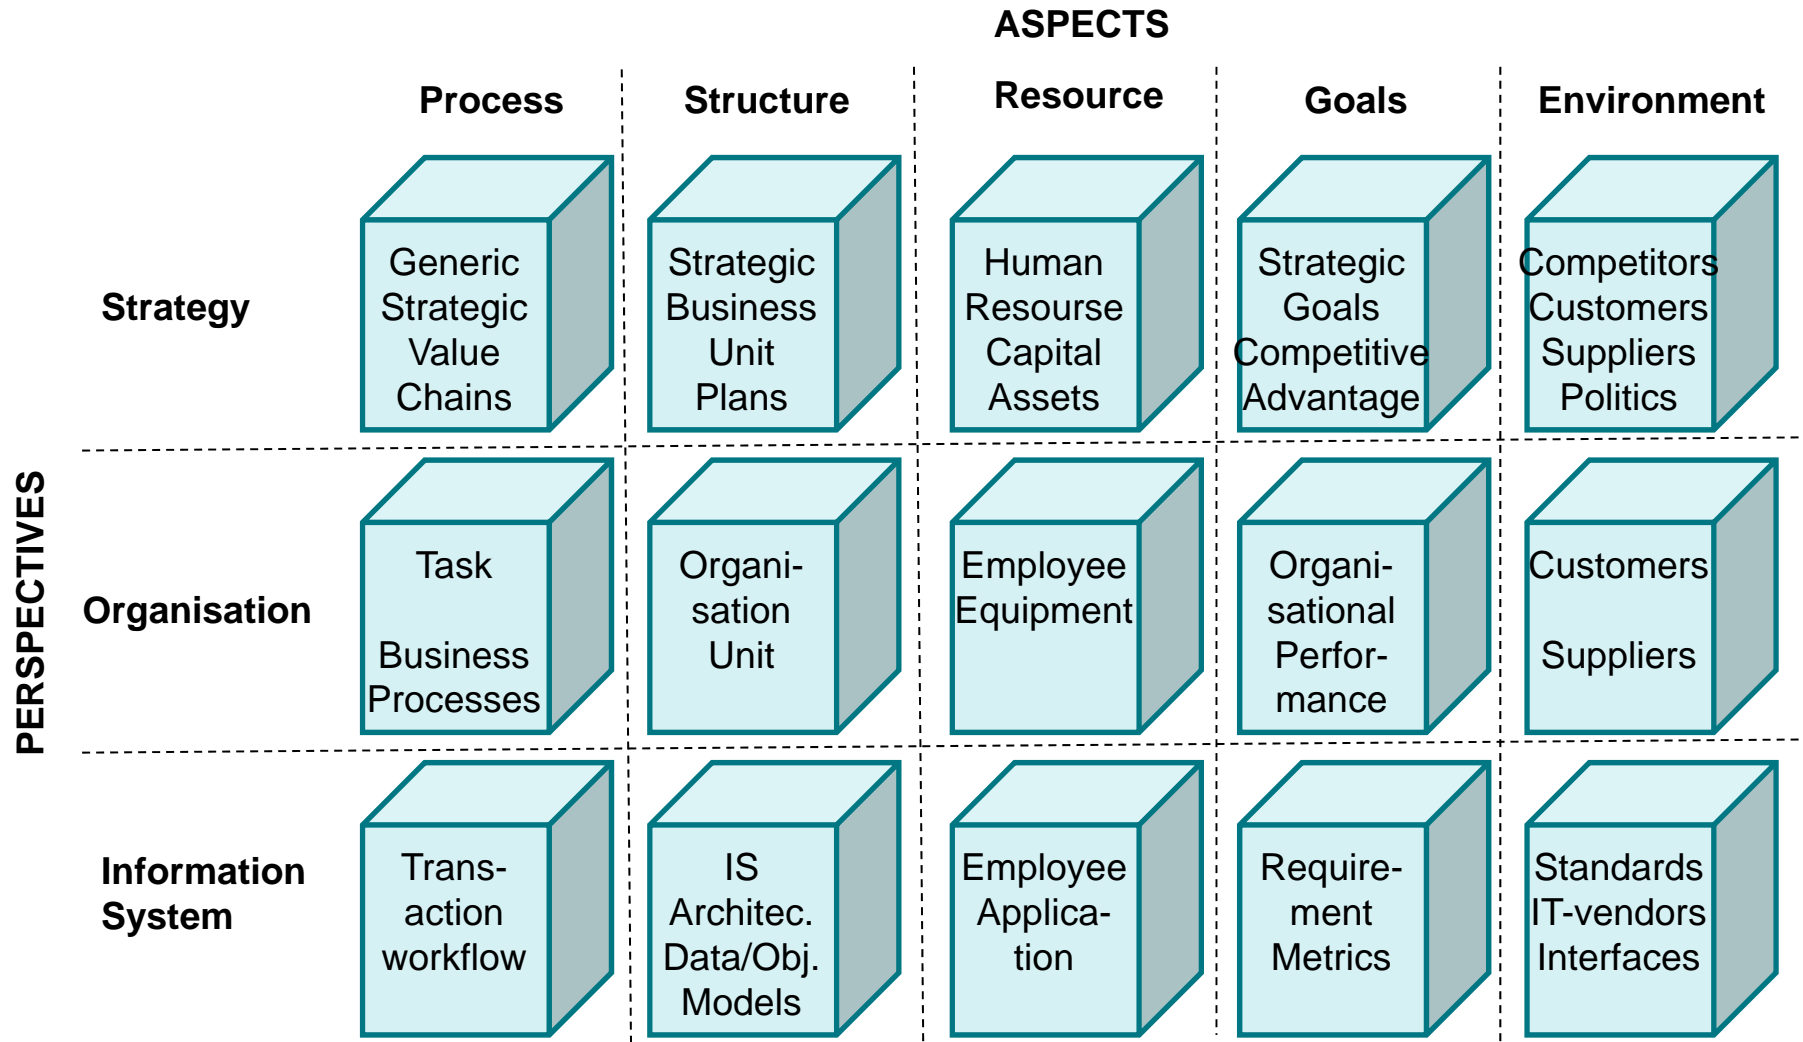 ASPECTS
Process
Structure
Resource
Goals
Environment
PERSPECTIVES
Strategy
Generic
Strategic
Value
Chains
Strategic
Business
Unit
Plans
Human
Resourse
Capital
Assets
Strategic
Goals
Competitive
Advantage
Competitors
Customers
Suppliers
Politics
Organisation
Task
Business
Processes
Organi-
sation
Unit
Employee
Equipment
Organi-
sational
Perfor-
mance
Customers
Suppliers
Information
System
Trans-
action
workflow
IS
Architec.
Data/Obj.
Models
Employee
Applica-
tion
Require-
ment
Metrics
Standards
IT-vendors
Interfaces